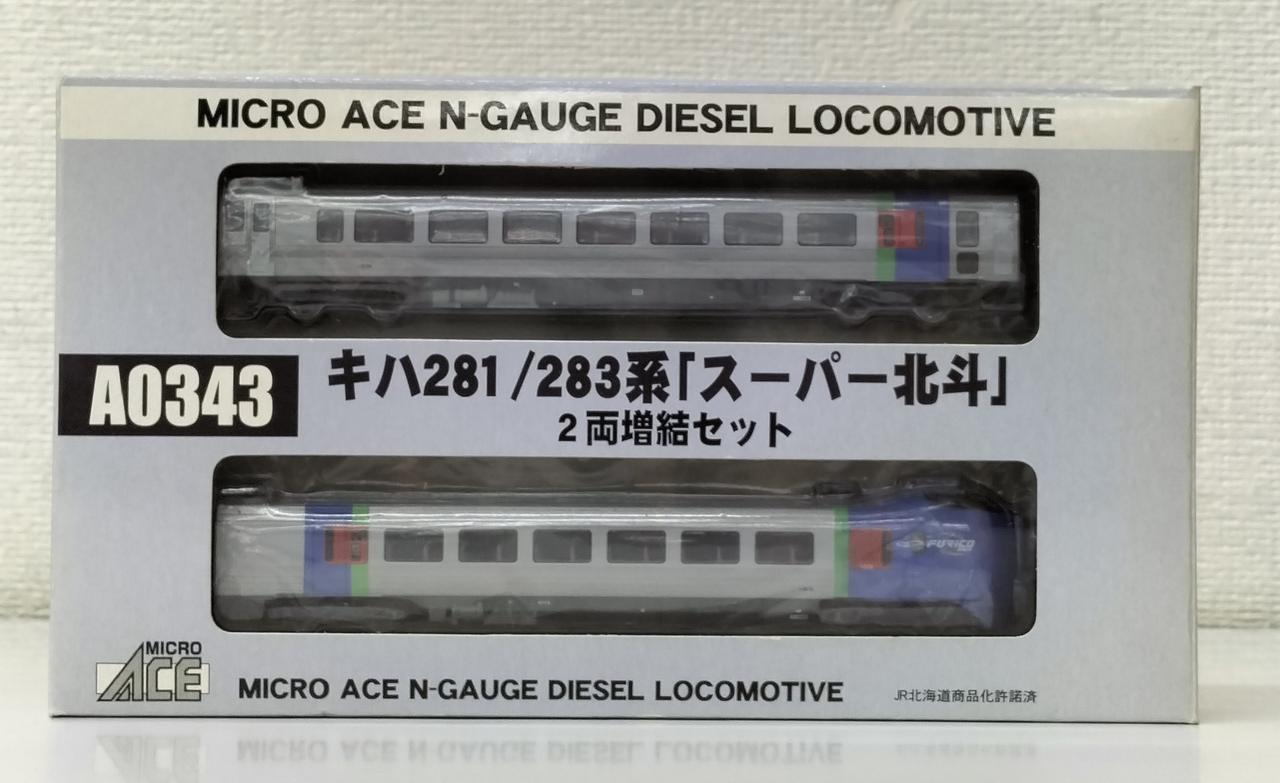 MICRO ACE N-GAUGE DIESEL LOCOMOTIVE
A0343
キハ281/283系「スーパー北斗」
2両増結セット
FURICO
MICRO ACE
MICRO ACE N-GAUGE DIESEL LOCOMOTIVE
JR北海道商品化許諾済